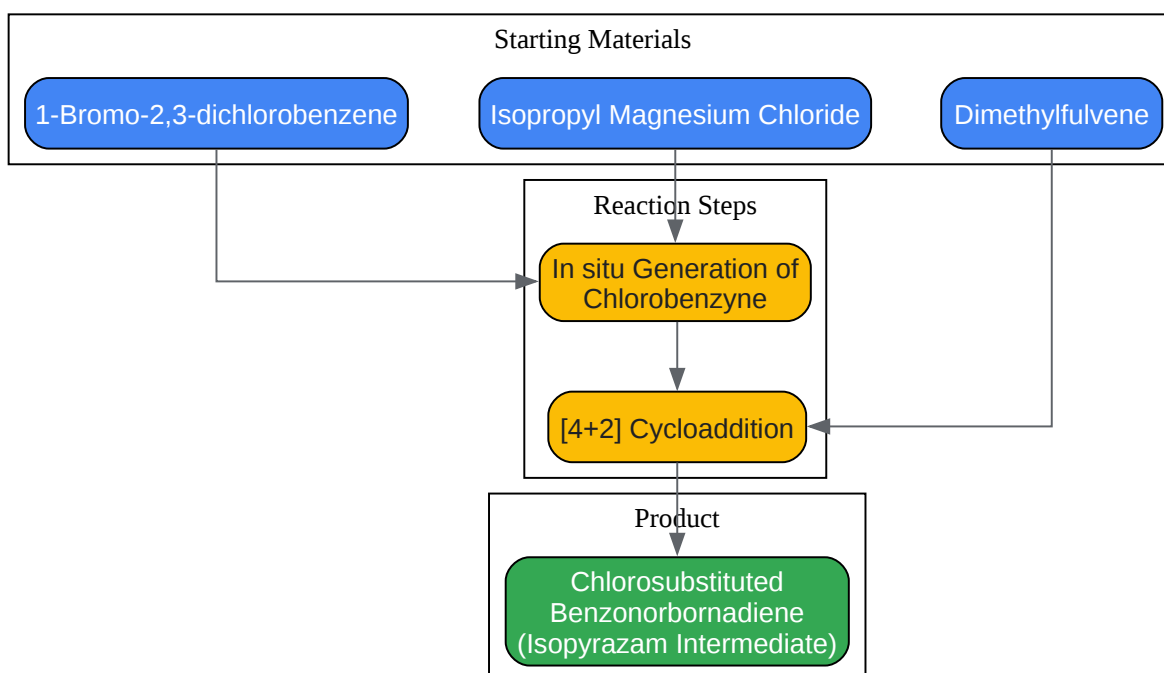 Starting Materials
1-Bromo-2,3-dichlorobenzene
Isopropyl Magnesium Chloride
Dimethylfulvene
Reaction Steps
In situ Generation of
Chlorobenzyne
[4+2] Cycloaddition
Product
Chlorosubstituted
Benzonorbornadiene
(Isopyrazam Intermediate)